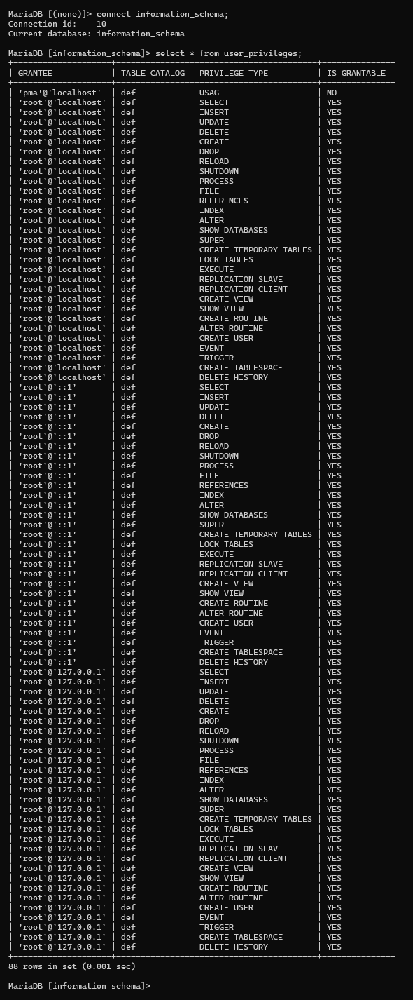 MariaDB [(none)]> connect information_schema;
Connection id:    10
Current database: information_schema

MariaDB [information_schema]> select * from user_privileges;
+--------------------+---------------+-------------------------+--------------+
| GRANTEE            | TABLE_CATALOG | PRIVILEGE_TYPE          | IS_GRANTABLE |
+--------------------+---------------+-------------------------+--------------+
| 'pma'@'localhost'  | def           | USAGE                   | NO           |
| 'root'@'localhost' | def           | SELECT                  | YES          |
| 'root'@'localhost' | def           | INSERT                  | YES          |
| 'root'@'localhost' | def           | UPDATE                  | YES          |
| 'root'@'localhost' | def           | DELETE                  | YES          |
| 'root'@'localhost' | def           | CREATE                  | YES          |
| 'root'@'localhost' | def           | DROP                    | YES          |
| 'root'@'localhost' | def           | RELOAD                  | YES          |
| 'root'@'localhost' | def           | SHUTDOWN                | YES          |
| 'root'@'localhost' | def           | PROCESS                 | YES          |
| 'root'@'localhost' | def           | FILE                    | YES          |
| 'root'@'localhost' | def           | REFERENCES              | YES          |
| 'root'@'localhost' | def           | INDEX                   | YES          |
| 'root'@'localhost' | def           | ALTER                   | YES          |
| 'root'@'localhost' | def           | SHOW DATABASES          | YES          |
| 'root'@'localhost' | def           | SUPER                   | YES          |
| 'root'@'localhost' | def           | CREATE TEMPORARY TABLES | YES          |
| 'root'@'localhost' | def           | LOCK TABLES             | YES          |
| 'root'@'localhost' | def           | EXECUTE                 | YES          |
| 'root'@'localhost' | def           | REPLICATION SLAVE       | YES          |
| 'root'@'localhost' | def           | REPLICATION CLIENT      | YES          |
| 'root'@'localhost' | def           | CREATE VIEW             | YES          |
| 'root'@'localhost' | def           | SHOW VIEW               | YES          |
| 'root'@'localhost' | def           | CREATE ROUTINE          | YES          |
| 'root'@'localhost' | def           | ALTER ROUTINE           | YES          |
| 'root'@'localhost' | def           | CREATE USER             | YES          |
| 'root'@'localhost' | def           | EVENT                   | YES          |
| 'root'@'localhost' | def           | TRIGGER                 | YES          |
| 'root'@'localhost' | def           | CREATE TABLESPACE       | YES          |
| 'root'@'localhost' | def           | DELETE HISTORY          | YES          |
| 'root'@'::1'       | def           | SELECT                  | YES          |
| 'root'@'::1'       | def           | INSERT                  | YES          |
| 'root'@'::1'       | def           | UPDATE                  | YES          |
| 'root'@'::1'       | def           | DELETE                  | YES          |
| 'root'@'::1'       | def           | CREATE                  | YES          |
| 'root'@'::1'       | def           | DROP                    | YES          |
| 'root'@'::1'       | def           | RELOAD                  | YES          |
| 'root'@'::1'       | def           | SHUTDOWN                | YES          |
| 'root'@'::1'       | def           | PROCESS                 | YES          |
| 'root'@'::1'       | def           | FILE                    | YES          |
| 'root'@'::1'       | def           | REFERENCES              | YES          |
| 'root'@'::1'       | def           | INDEX                   | YES          |
| 'root'@'::1'       | def           | ALTER                   | YES          |
| 'root'@'::1'       | def           | SHOW DATABASES          | YES          |
| 'root'@'::1'       | def           | SUPER                   | YES          |
| 'root'@'::1'       | def           | CREATE TEMPORARY TABLES | YES          |
| 'root'@'::1'       | def           | LOCK TABLES             | YES          |
| 'root'@'::1'       | def           | EXECUTE                 | YES          |
| 'root'@'::1'       | def           | REPLICATION SLAVE       | YES          |
| 'root'@'::1'       | def           | REPLICATION CLIENT      | YES          |
| 'root'@'::1'       | def           | CREATE VIEW             | YES          |
| 'root'@'::1'       | def           | SHOW VIEW               | YES          |
| 'root'@'::1'       | def           | CREATE ROUTINE          | YES          |
| 'root'@'::1'       | def           | ALTER ROUTINE           | YES          |
| 'root'@'::1'       | def           | CREATE USER             | YES          |
| 'root'@'::1'       | def           | EVENT                   | YES          |
| 'root'@'::1'       | def           | TRIGGER                 | YES          |
| 'root'@'::1'       | def           | CREATE TABLESPACE       | YES          |
| 'root'@'::1'       | def           | DELETE HISTORY          | YES          |
| 'root'@'127.0.0.1' | def           | SELECT                  | YES          |
| 'root'@'127.0.0.1' | def           | INSERT                  | YES          |
| 'root'@'127.0.0.1' | def           | UPDATE                  | YES          |
| 'root'@'127.0.0.1' | def           | DELETE                  | YES          |
| 'root'@'127.0.0.1' | def           | CREATE                  | YES          |
| 'root'@'127.0.0.1' | def           | DROP                    | YES          |
| 'root'@'127.0.0.1' | def           | RELOAD                  | YES          |
| 'root'@'127.0.0.1' | def           | SHUTDOWN                | YES          |
| 'root'@'127.0.0.1' | def           | PROCESS                 | YES          |
| 'root'@'127.0.0.1' | def           | FILE                    | YES          |
| 'root'@'127.0.0.1' | def           | REFERENCES              | YES          |
| 'root'@'127.0.0.1' | def           | INDEX                   | YES          |
| 'root'@'127.0.0.1' | def           | ALTER                   | YES          |
| 'root'@'127.0.0.1' | def           | SHOW DATABASES          | YES          |
| 'root'@'127.0.0.1' | def           | SUPER                   | YES          |
| 'root'@'127.0.0.1' | def           | CREATE TEMPORARY TABLES | YES          |
| 'root'@'127.0.0.1' | def           | LOCK TABLES             | YES          |
| 'root'@'127.0.0.1' | def           | EXECUTE                 | YES          |
| 'root'@'127.0.0.1' | def           | REPLICATION SLAVE       | YES          |
| 'root'@'127.0.0.1' | def           | REPLICATION CLIENT      | YES          |
| 'root'@'127.0.0.1' | def           | CREATE VIEW             | YES          |
| 'root'@'127.0.0.1' | def           | SHOW VIEW               | YES          |
| 'root'@'127.0.0.1' | def           | CREATE ROUTINE          | YES          |
| 'root'@'127.0.0.1' | def           | ALTER ROUTINE           | YES          |
| 'root'@'127.0.0.1' | def           | CREATE USER             | YES          |
| 'root'@'127.0.0.1' | def           | EVENT                   | YES          |
| 'root'@'127.0.0.1' | def           | TRIGGER                 | YES          |
| 'root'@'127.0.0.1' | def           | CREATE TABLESPACE       | YES          |
| 'root'@'127.0.0.1' | def           | DELETE HISTORY          | YES          |
+--------------------+---------------+-------------------------+--------------+
88 rows in set (0.001 sec)

MariaDB [information_schema]>